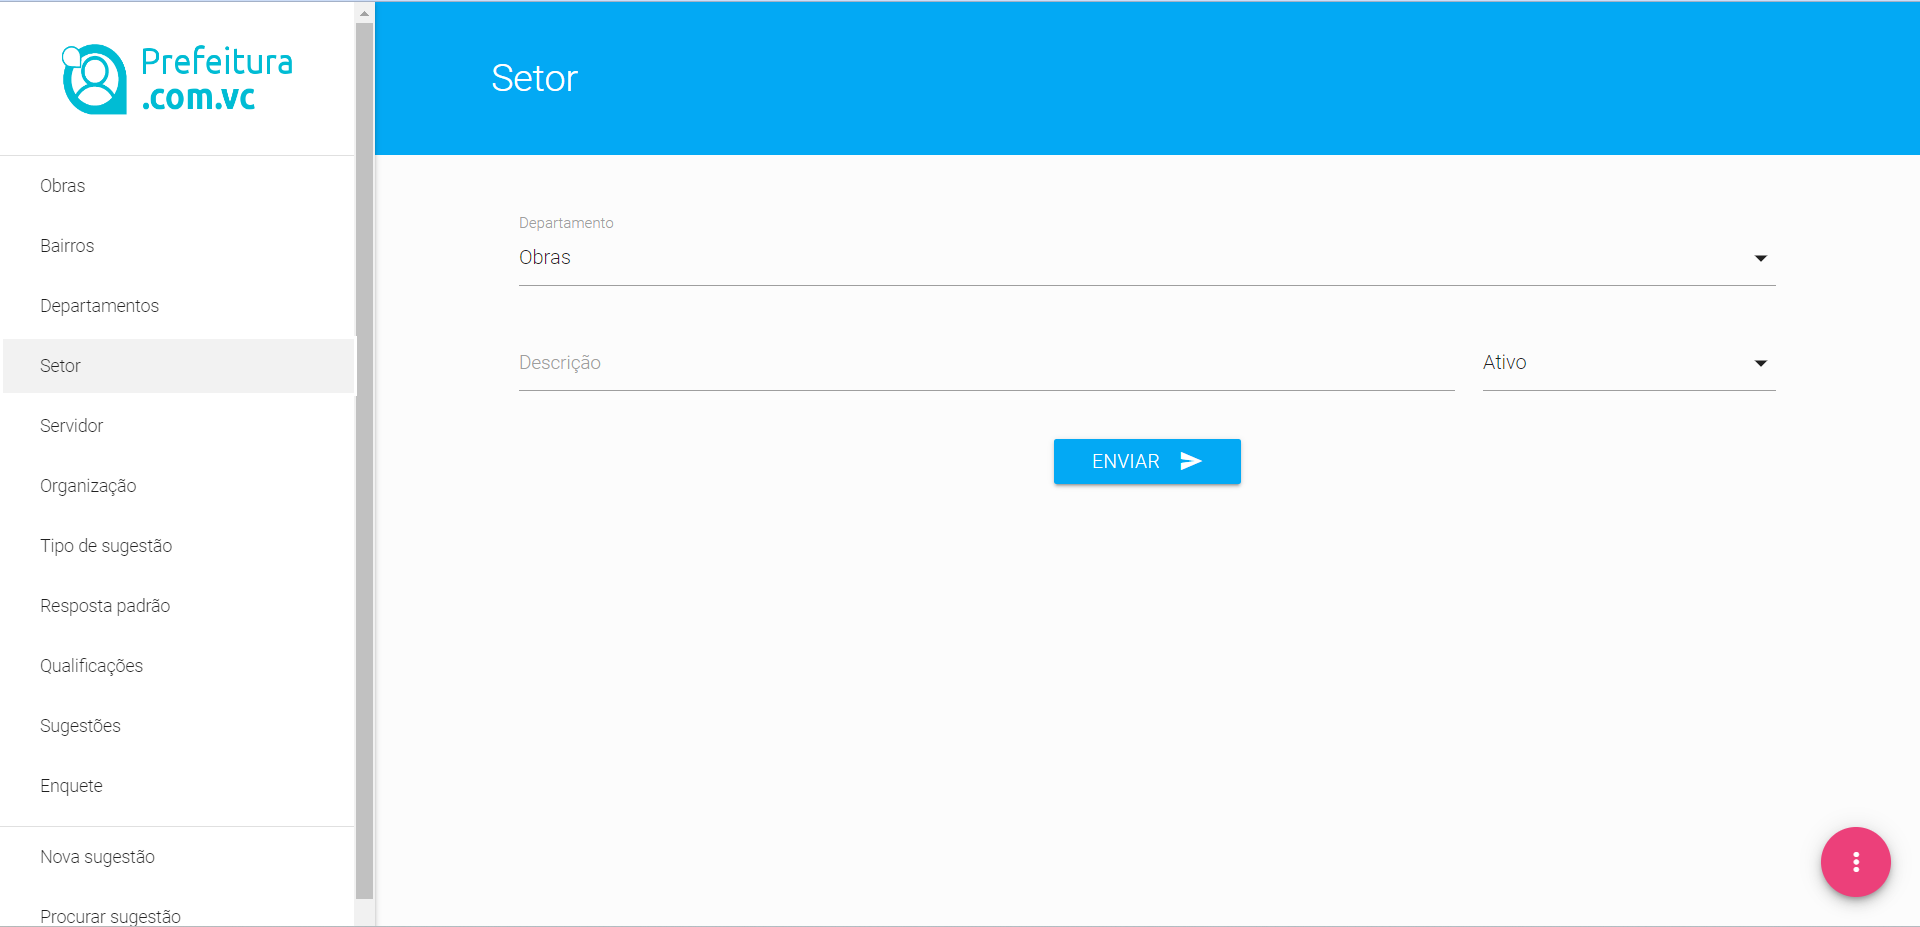 Prefeitura
.com.vc
Obras
Bairros
Departamentos
Setor
Servidor
Organização
Tipo de sugestão
Resposta padrão
Qualificações
Sugestões
Enquete
Nova sugestão
Procurar sugestão
Setor
Departamento
Obras
Descrição
Ativo
ENVIAR